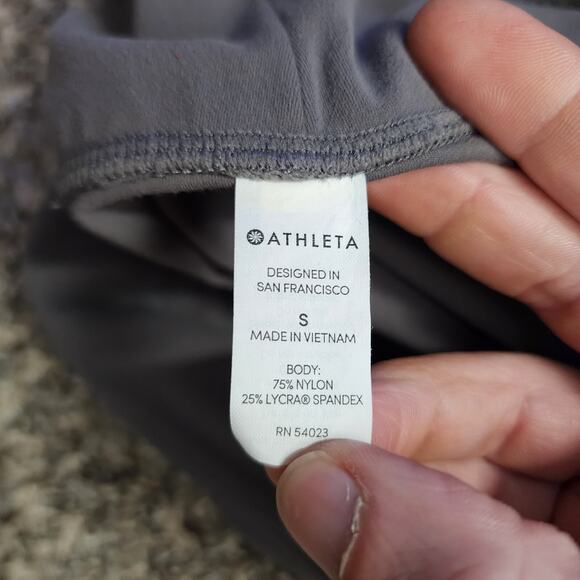 ATHLETA
DESIGNED IN
SAN FRANCISCO
S
MADE IN VIETNAM
BODY:
75% NYLON
25% LYCRA® SPANDEX
RN 54023